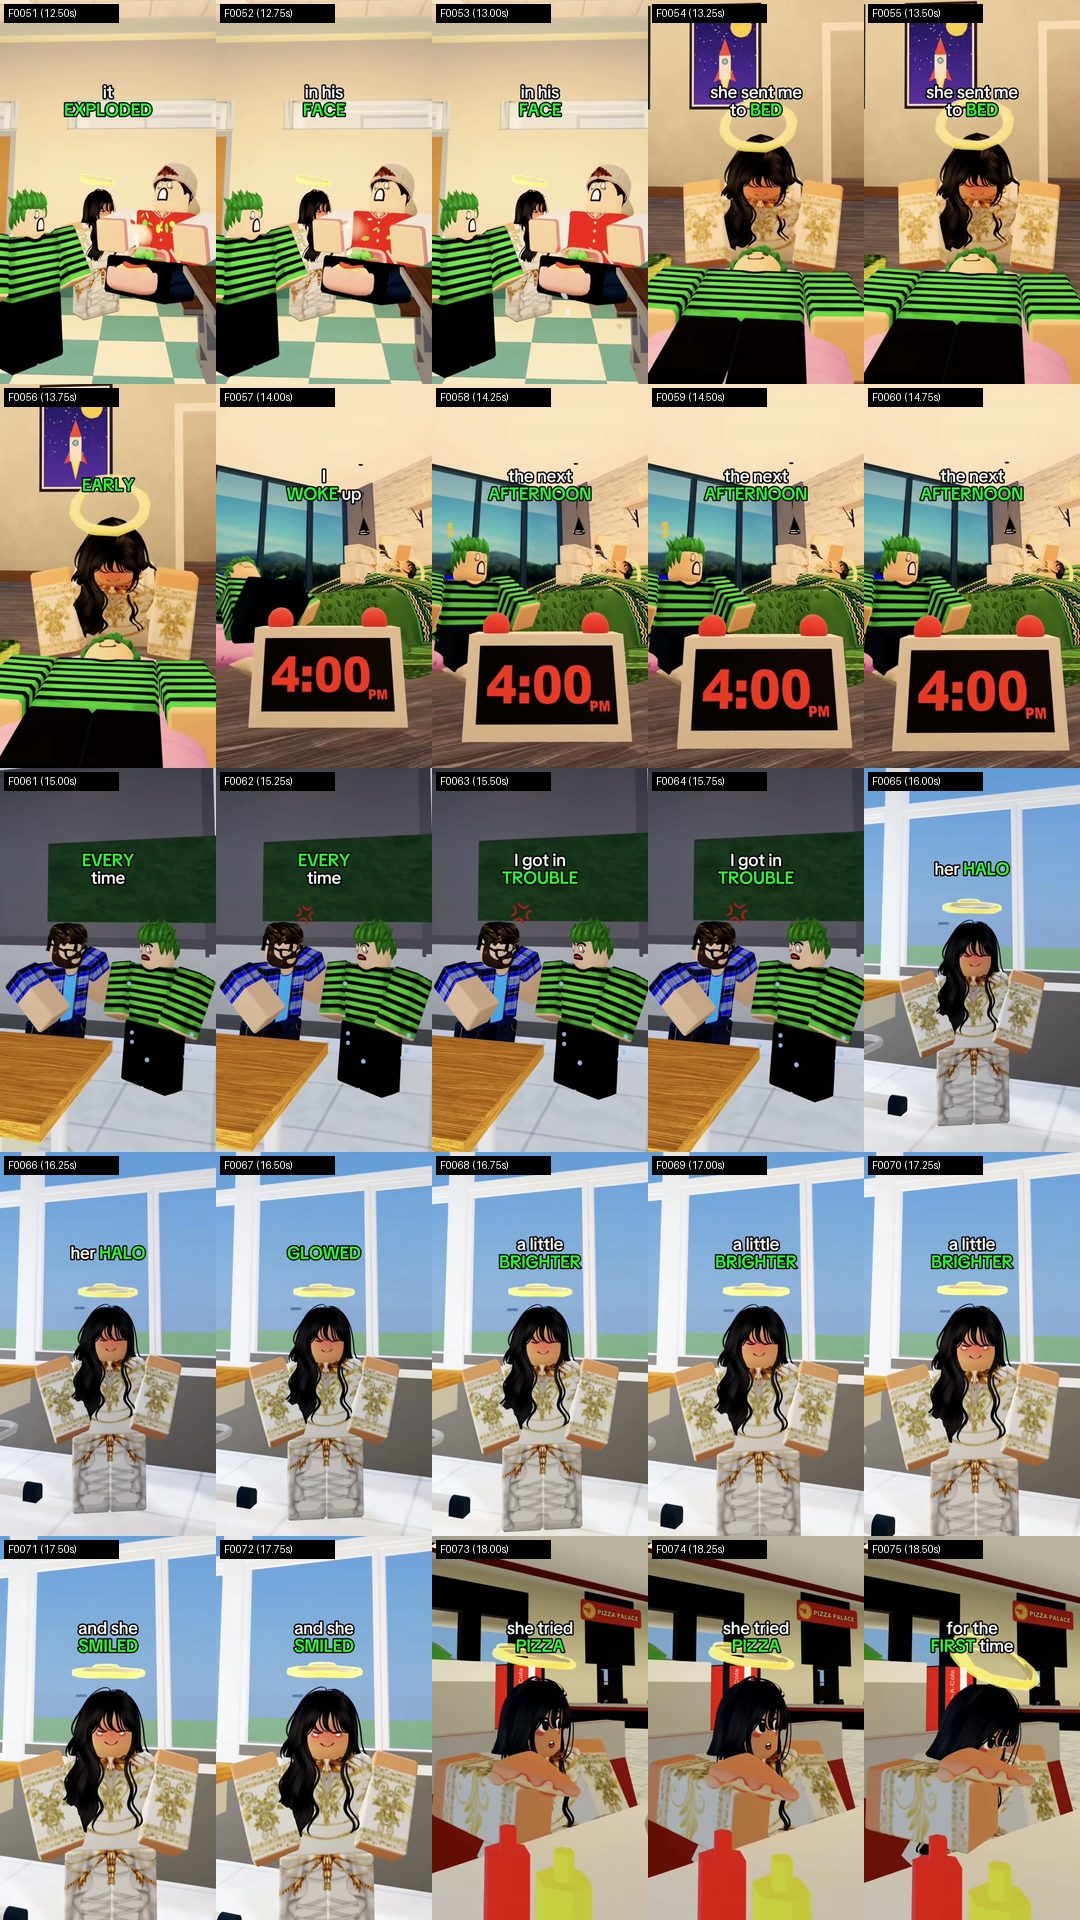 F0051 (12.50s)
it
EXPLODED
F0052 (12.75s)
in his
FACE
F0053 (13.00s)
in his
FACE
F0054 (13.25s)
she sent me
to BED
F0055 (13.50s)
she sent me
to BED
F0056 (13.75s)
EARLY
F0057 (14.00s)
I
WOKE up
4:00 PM
F0058 (14.25s)
the next
AFTERNOON
4:00 PM
F0059 (14.50s)
the next
AFTERNOON
4:00 PM
F0060 (14.75s)
the next
AFTERNOON
4:00 PM
F0061 (15.00s)
EVERY
time
F0062 (15.25s)
EVERY
time
F0063 (15.50s)
I got in
TROUBLE
F0064 (15.75s)
I got in
TROUBLE
F0065 (16.00s)
her HALO
F0066 (16.25s)
her HALO
F0067 (16.50s)
GLOWED
F0068 (16.75s)
a little
BRIGHTER
F0069 (17.00s)
a little
BRIGHTER
F0070 (17.25s)
a little
BRIGHTER
F0071 (17.50s)
and she
SMILED
F0072 (17.75s)
and she
SMILED
F0073 (18.00s)
PIZZA PALACE
she tried
PIZZA
F0074 (18.25s)
PIZZA PALACE
she tried
PIZZA
F0075 (18.50s)
PIZZA PALACE
for the
FIRST time